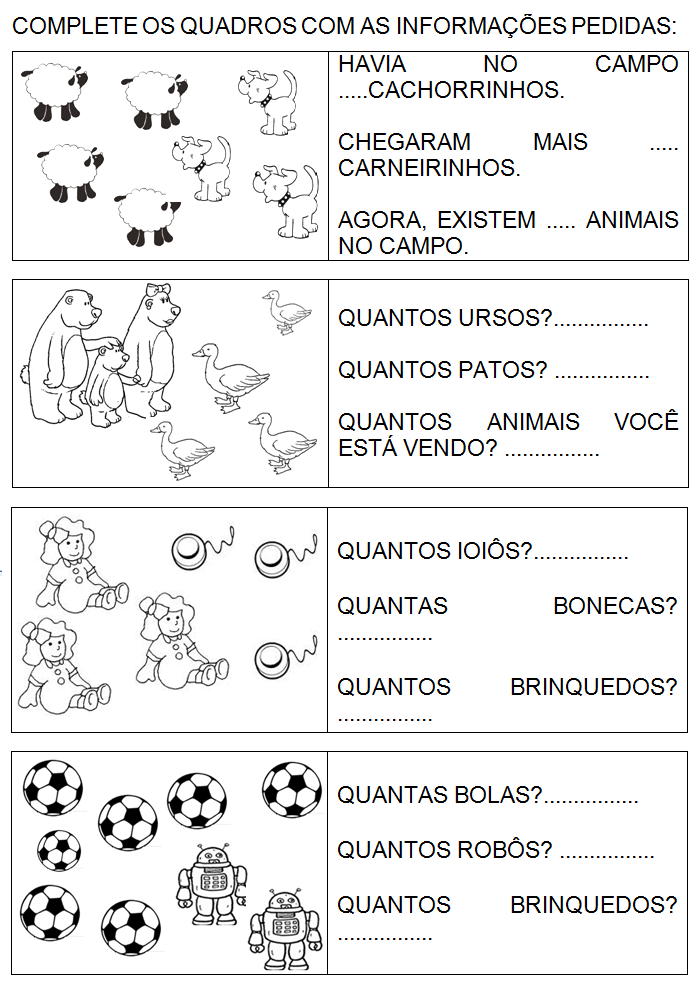 COMPLETE OS QUADROS COM AS INFORMAÇÕES PEDIDAS:
HAVIA NO CAMPO
.....CACHORRINHOS.
CHEGARAM MAIS .....
CARNEIRINHOS.
AGORA, EXISTEM ..... ANIMAIS
NO CAMPO.
QUANTOS URSOS?................
QUANTOS PATOS? ................
QUANTOS ANIMAIS VOCÊ
ESTÁ VENDO? ................
QUANTOS IOIÔS?................
QUANTAS BONECAS?
................
QUANTOS BRINQUEDOS?
................
QUANTAS BOLAS?................
QUANTOS ROBÔS? ................
QUANTOS BRINQUEDOS?
................